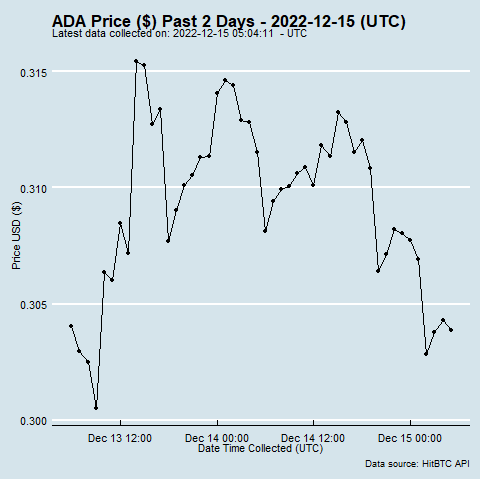 ADA Price ($) Past 2 Days - 2022-12-15 (UTC)
Latest data collected on: 2022-12-15 05:04:11  - UTC
0.315
0.310
0.305
0.300
Price USD ($)
Dec 13 12:00 Dec 14 00:00 Dec 14 12:00 Dec 15 00:00
Date Time Collected (UTC)
Data source: HitBTC API